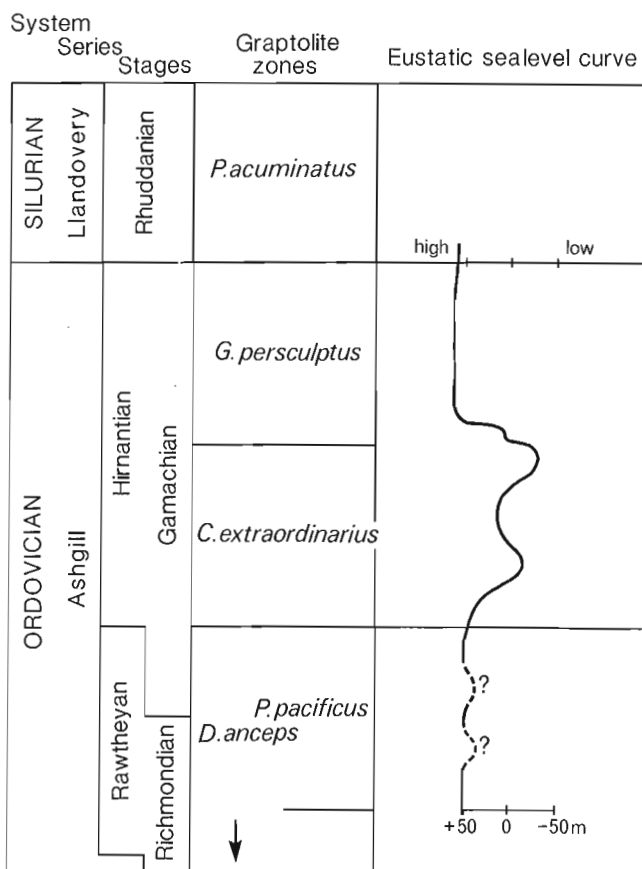 System
Series
Stages
Graptolite
zones
Eustatic sealevel curve
SILURIAN
Llandovery
Rhuddanian
P.acuminatus
high
low
ORDOVICIAN
Ashgill
Hirnantian
Gamachian
G. persculptus
C. extraordinarius
Rawtheyan
Richmondian
P. pacificus
D. anceps
?
?
+50 0 -50m